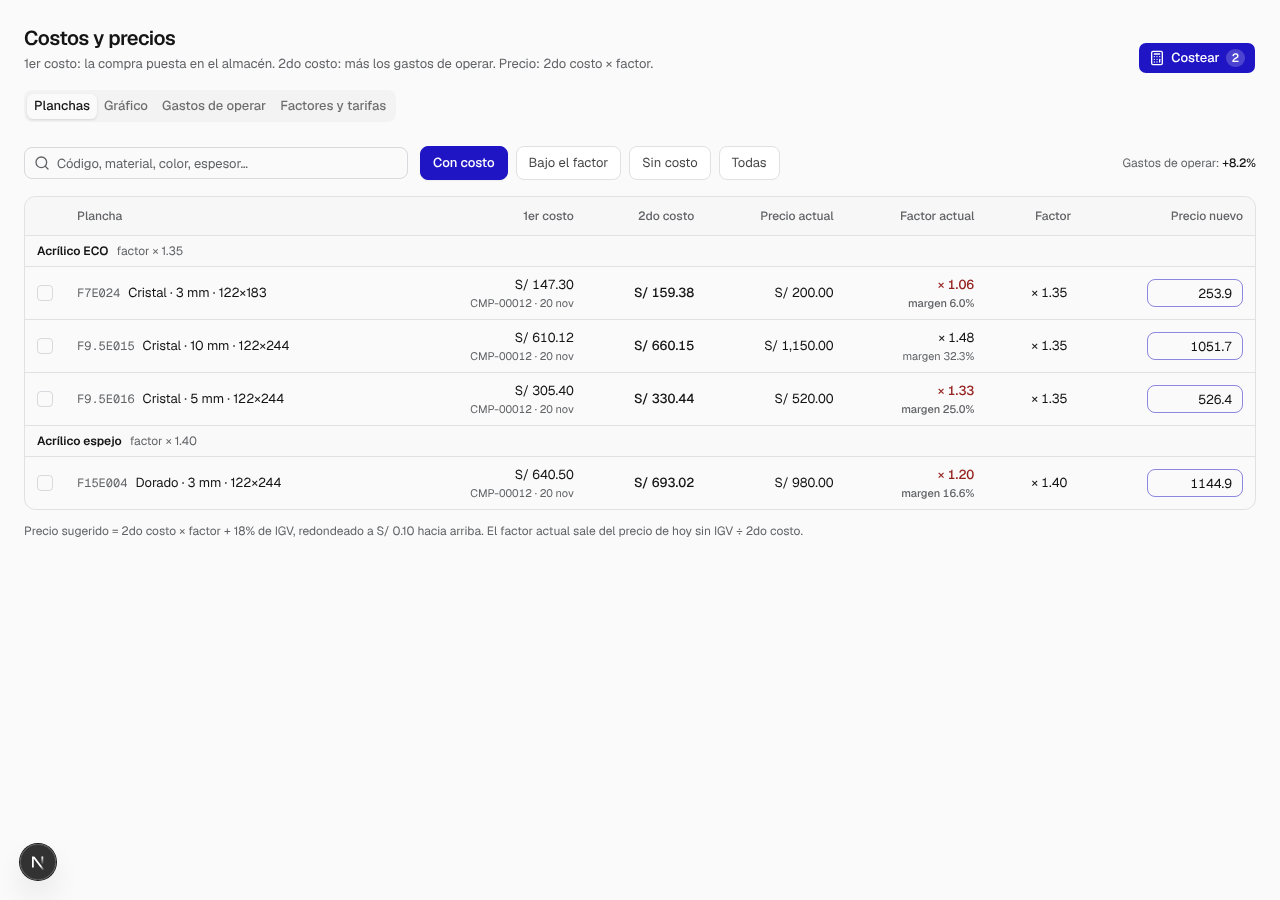 Costos y precios
1er costo: la compra puesta en el almacén. 2do costo: más los gastos de operar. Precio: 2do costo × factor.
Costear 2
Planchas Gráfico Gastos de operar Factores y tarifas
Código, material, color, espesor... Con costo Bajo el factor Sin costo Todas Gastos de operar: +8.2%
Plancha 1er costo 2do costo Precio actual Factor actual Factor Precio nuevo
Acrílico ECO factor × 1.35
F7E024 Cristal · 3 mm · 122×183 S/ 147.30 S/ 159.38 S/ 200.00 × 1.06 × 1.35 253.9
CMP-00012 · 20 nov margen 6.0%
F9.5E015 Cristal · 10 mm · 122×244 S/ 610.12 S/ 660.15 S/ 1,150.00 × 1.48 × 1.35 1051.7
CMP-00012 · 20 nov margen 32.3%
F9.5E016 Cristal · 5 mm · 122×244 S/ 305.40 S/ 330.44 S/ 520.00 × 1.33 × 1.35 526.4
CMP-00012 · 20 nov margen 25.0%
Acrílico espejo factor × 1.40
F15E004 Dorado · 3 mm · 122×244 S/ 640.50 S/ 693.02 S/ 980.00 × 1.20 × 1.40 1144.9
CMP-00012 · 20 nov margen 16.6%
Precio sugerido = 2do costo × factor + 18% de IGV, redondeado a S/ 0.10 hacia arriba. El factor actual sale del precio de hoy sin IGV ÷ 2do costo.
N